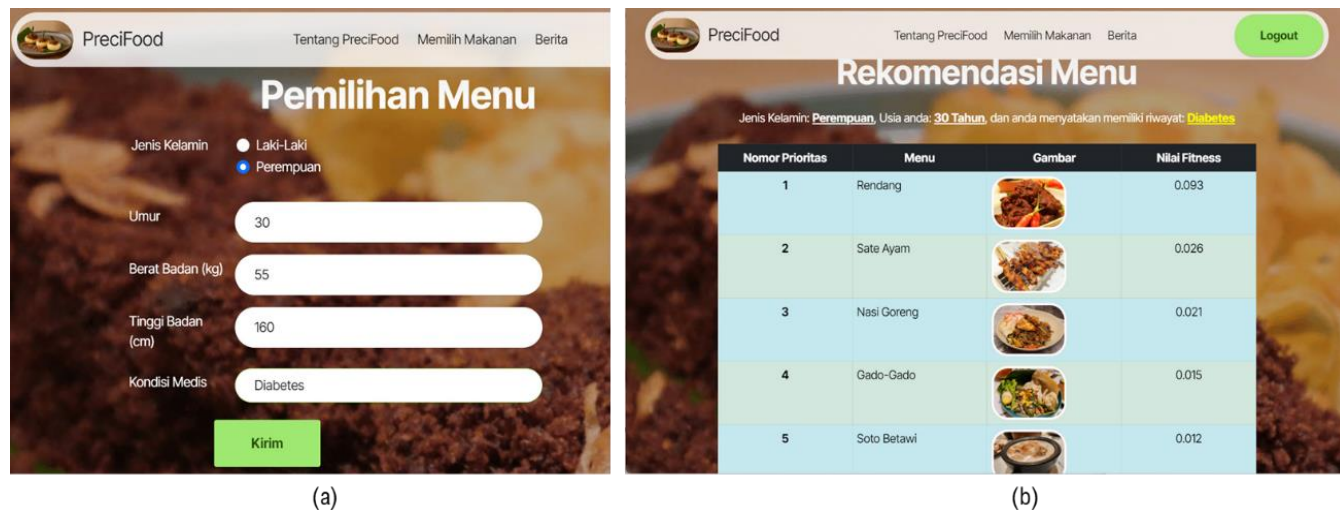 PreciFood
Tentang PreciFood Memilih Makanan Berita
Pemilihan Menu
Jenis Kelamin
Laki-Laki
Perempuan
Umur
30
Berat Badan (kg)
55
Tinggi Badan
(cm)
160
Kondisi Medis
Diabetes
Kirim
(a)
PreciFood
Tentang PreciFood Memilih Makanan Berita
Logout
Rekomendasi Menu
Jenis Kelamin: Perempuan, Usia anda: 30 Tahun, dan anda menyatakan memiliki riwayat: Diabetes
Nomor Prioritas Menu Gambar Nilai Fitness
1 Rendang 0.093
2 Sate Ayam 0.026
3 Nasi Goreng 0.021
4 Gado-Gado 0.015
5 Soto Betawi 0.012
(b)